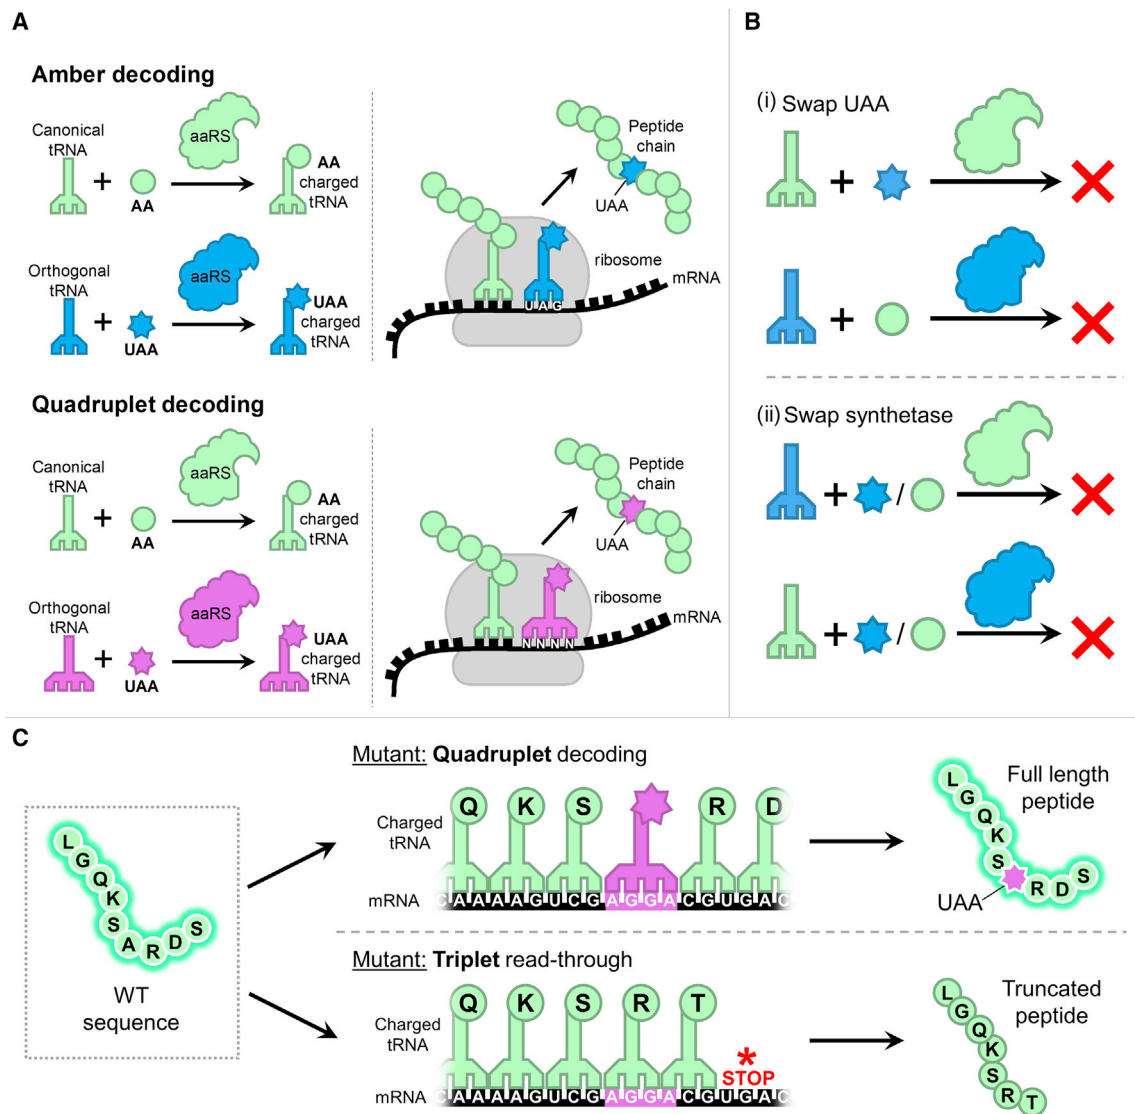 A
Amber decoding
Canonical
tRNA
+
AA
aaRS
AA
charged
tRNA
Orthogonal
tRNA
+
UAA
aaRS
UAA
charged
tRNA
Peptide
chain
UAA
ribosome
mRNA
U A G
Quadruplet decoding
Canonical
tRNA
+
AA
aaRS
AA
charged
tRNA
Orthogonal
tRNA
+
UAA
aaRS
UAA
charged
tRNA
Peptide
chain
UAA
ribosome
mRNA
N N N N
B
(i) Swap UAA
+
+
(ii) Swap synthetase
+ /
+ /
C
L G Q K S A R D S
WT
sequence
Mutant: Quadruplet decoding
Q K S R D
Charged
tRNA
mRNA
C A A A A G U C G A G G A C G U G A C
Full length
peptide
L G Q K S R D S
UAA
Mutant: Triplet read-through
Q K S R T
Charged
tRNA
*
STOP
mRNA
C A A A A G U C G A G G A C G U G A C
Truncated
peptide
L G Q K S R T